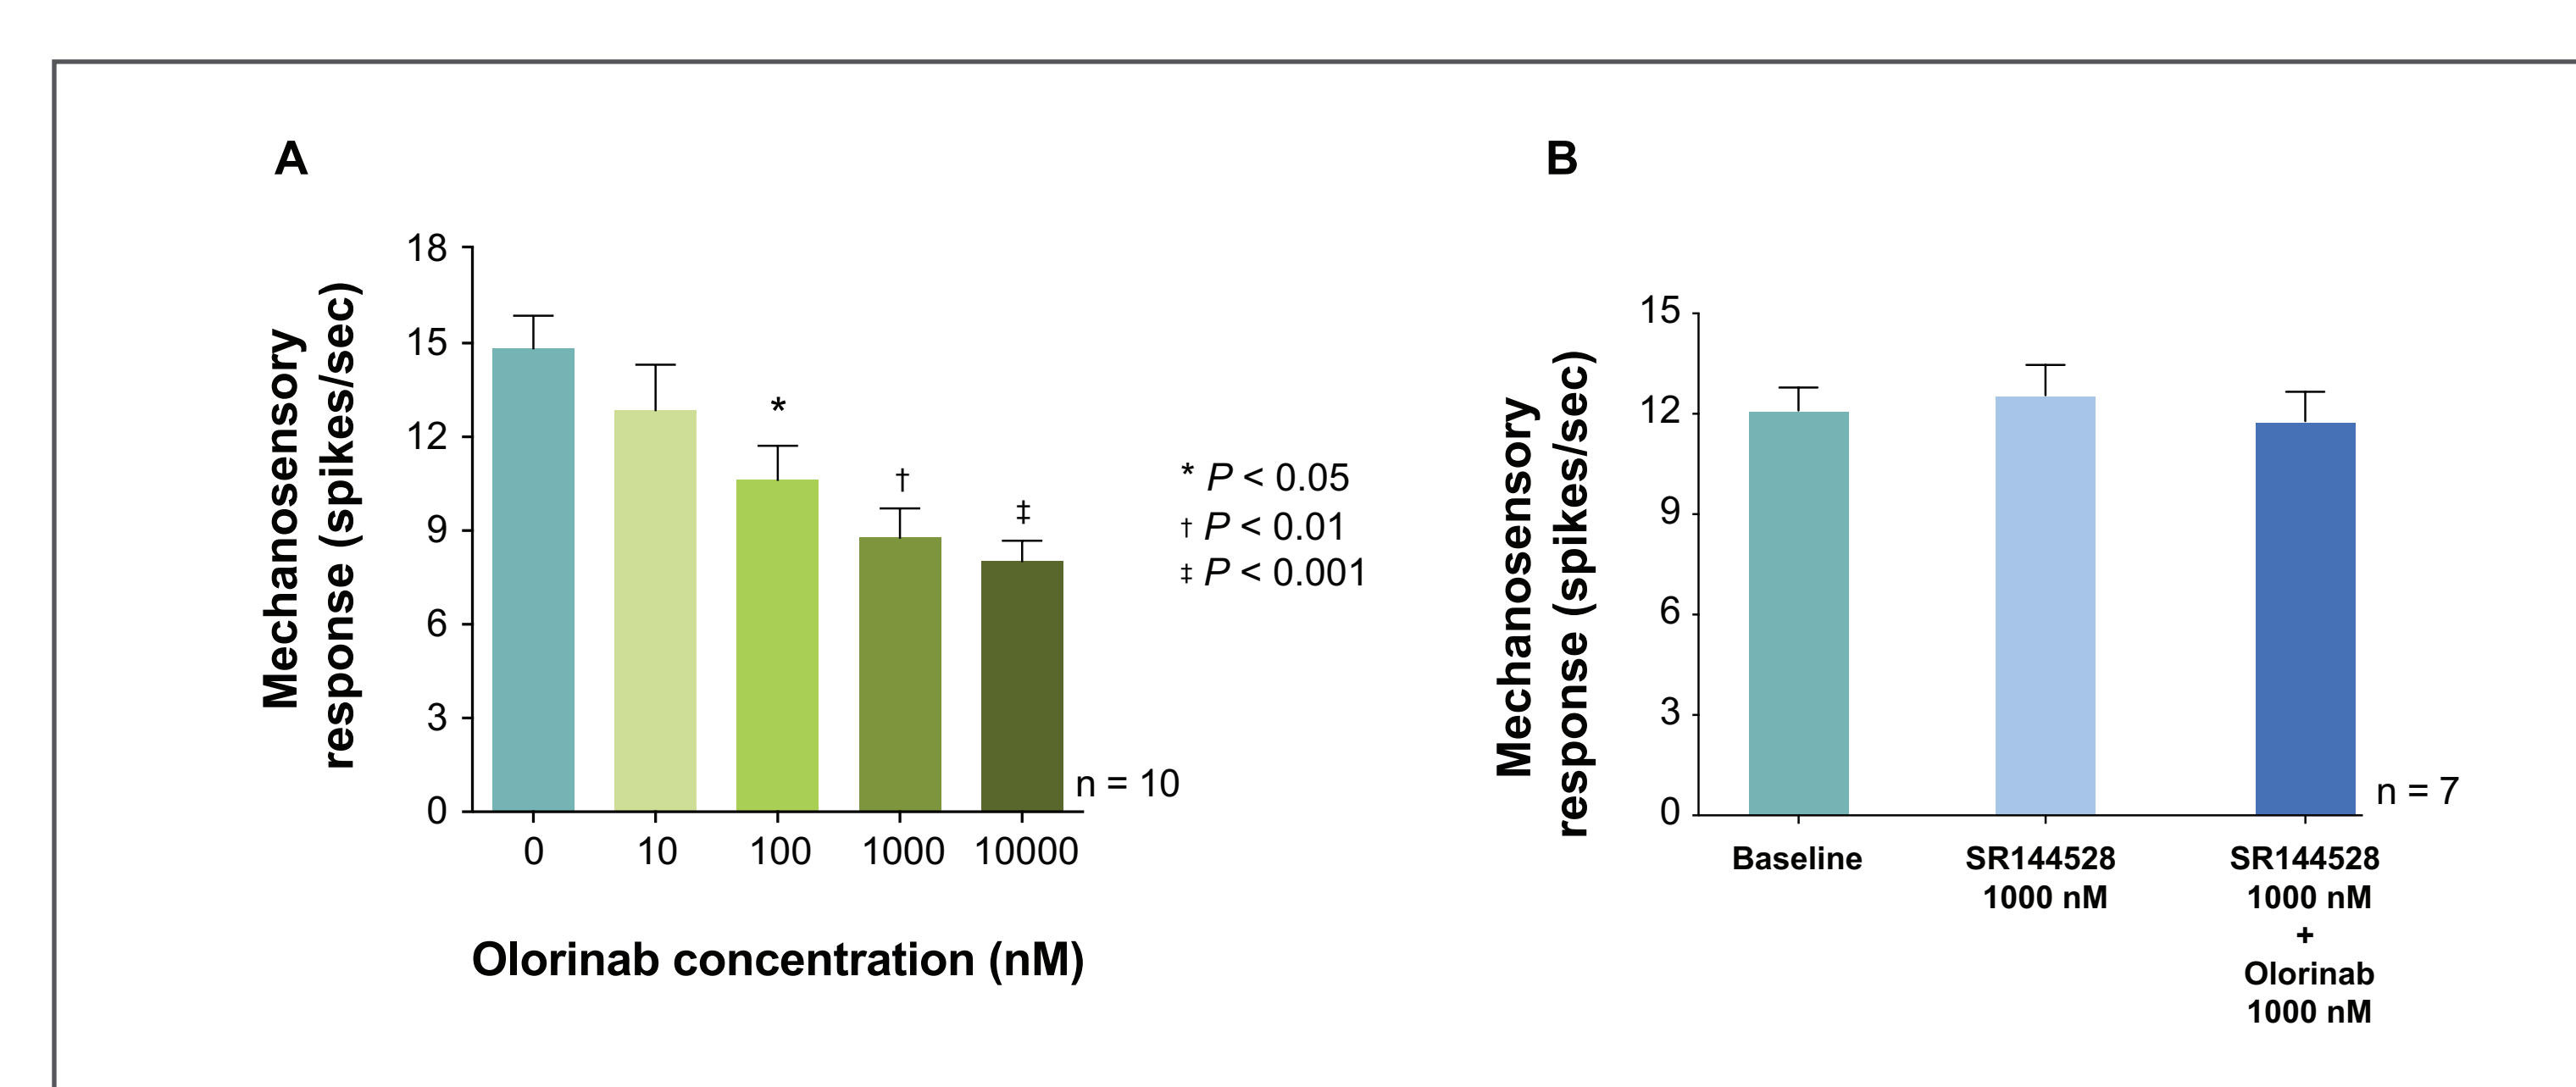 A
Mechanosensory
response (spikes/sec)
18
15
12
9
6
3
0
*
†
‡
n = 10
0 10 100 1000 10000
Olorinab concentration (nM)
* P < 0.05
† P < 0.01
‡ P < 0.001
B
Mechanosensory
response (spikes/sec)
15
12
9
6
3
0
n = 7
Baseline
SR144528
1000 nM
SR144528
1000 nM
+
Olorinab
1000 nM